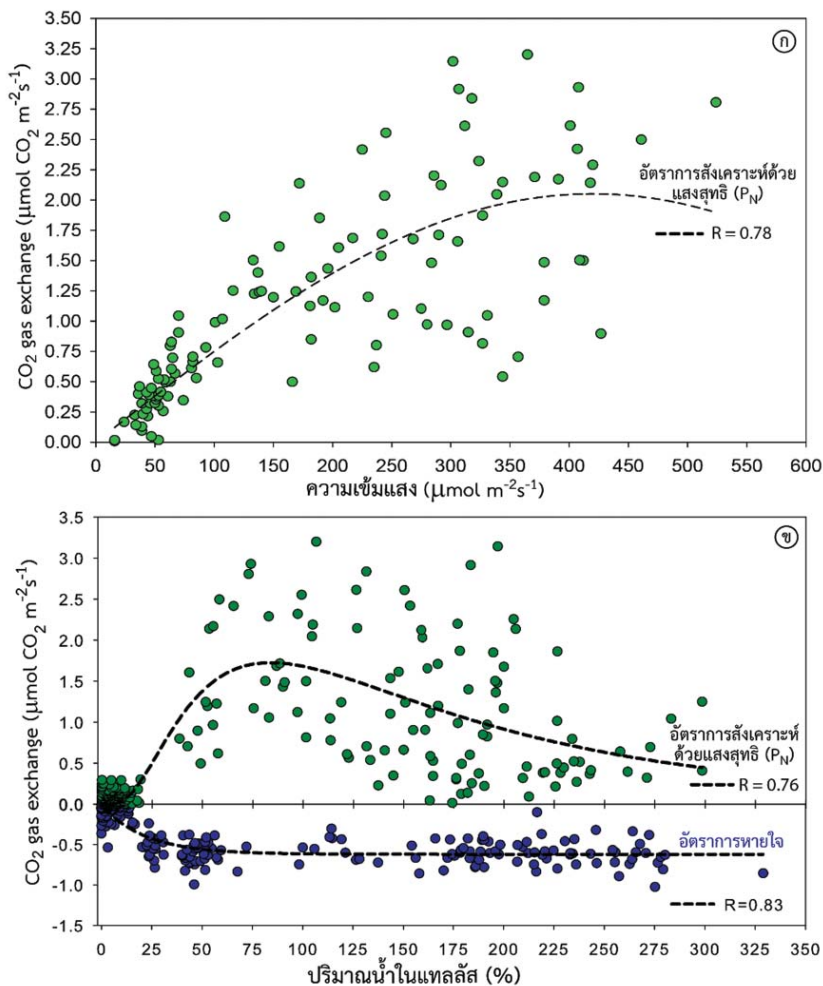 ก
3.50
3.25
3.00
2.75
2.50
2.25
2.00
1.75
1.50
1.25
1.00
0.75
0.50
0.25
0.00
CO2 gas exchange (µmol CO2 m-2s-1)
อัตราการสังเคราะห์ด้วย
แสงสุทธิ (PN)
R = 0.78
0 50 100 150 200 250 300 350 400 450 500 550 600
ความเข้มแสง (µmol m-2s-1)
ข
3.5
3.0
2.5
2.0
1.5
1.0
0.5
0.0
-0.5
-1.0
-1.5
CO2 gas exchange (µmol CO2 m-2s-1)
อัตราการสังเคราะห์
ด้วยแสงสุทธิ (PN)
R = 0.76
อัตราการหายใจ
R=0.83
0 25 50 75 100 125 150 175 200 225 250 275 300 325 350
ปริมาณน้ำในแทลลัส (%)